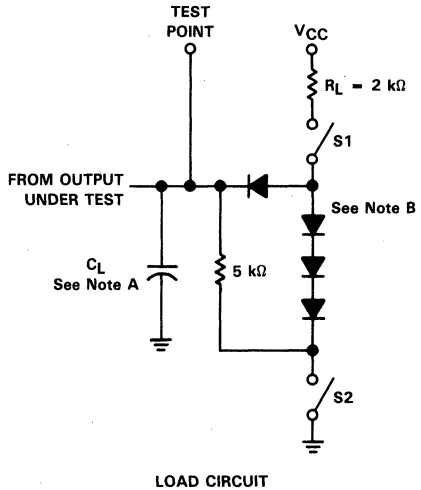 TEST
POINT
VCC
RL = 2 kΩ
S1
FROM OUTPUT
UNDER TEST
See Note B
CL
See Note A
5 kΩ
S2
LOAD CIRCUIT